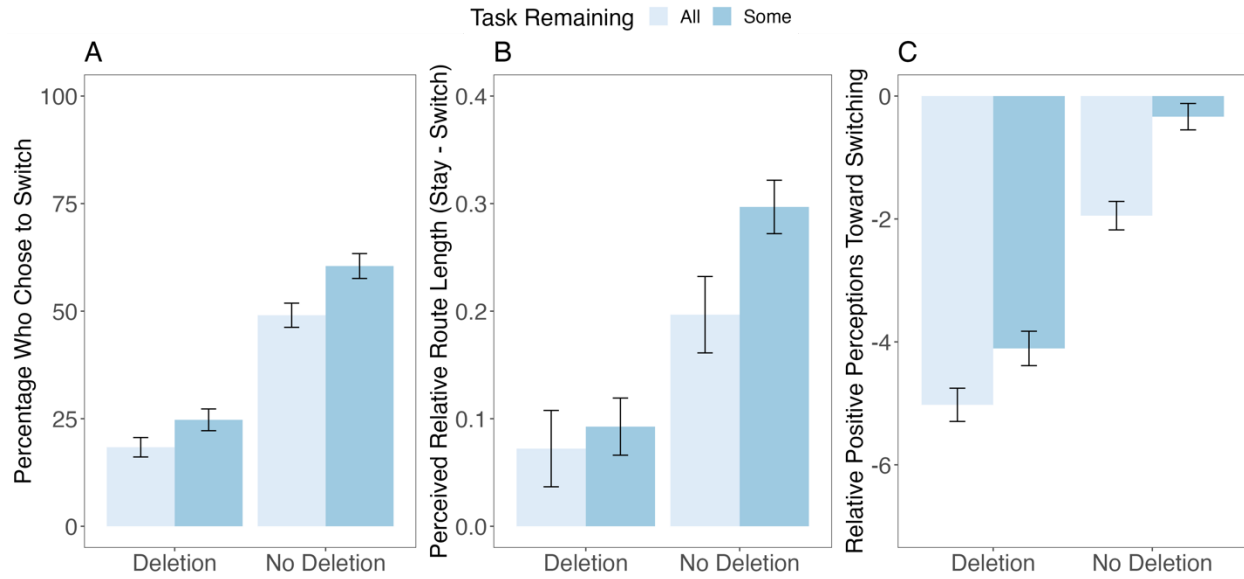 Task Remaining All Some
A
B
C
Percentage Who Chose to Switch
100
75
50
25
0
Deletion No Deletion
Perceived Relative Route Length (Stay - Switch)
0.4
0.3
0.2
0.1
0.0
Deletion No Deletion
Relative Positive Perceptions Toward Switching
0
-2
-4
-6
Deletion No Deletion